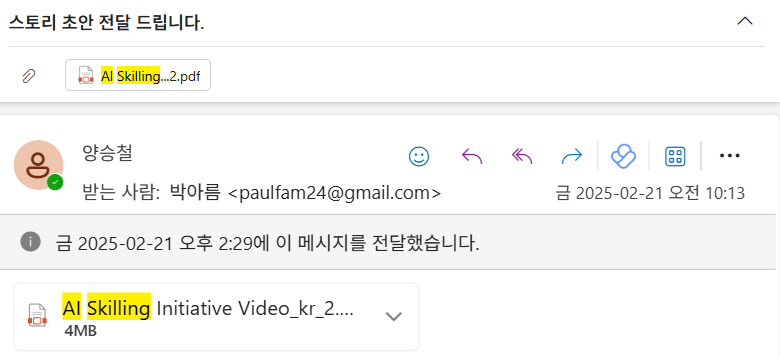 스토리 초안 전달 드립니다.
AI Skilling...2.pdf
양승철
받는 사람: 박아름 <paulfam24@gmail.com>
금 2025-02-21 오전 10:13
금 2025-02-21 오후 2:29에 이 메시지를 전달했습니다.
AI Skilling Initiative Video_kr_2....
4MB